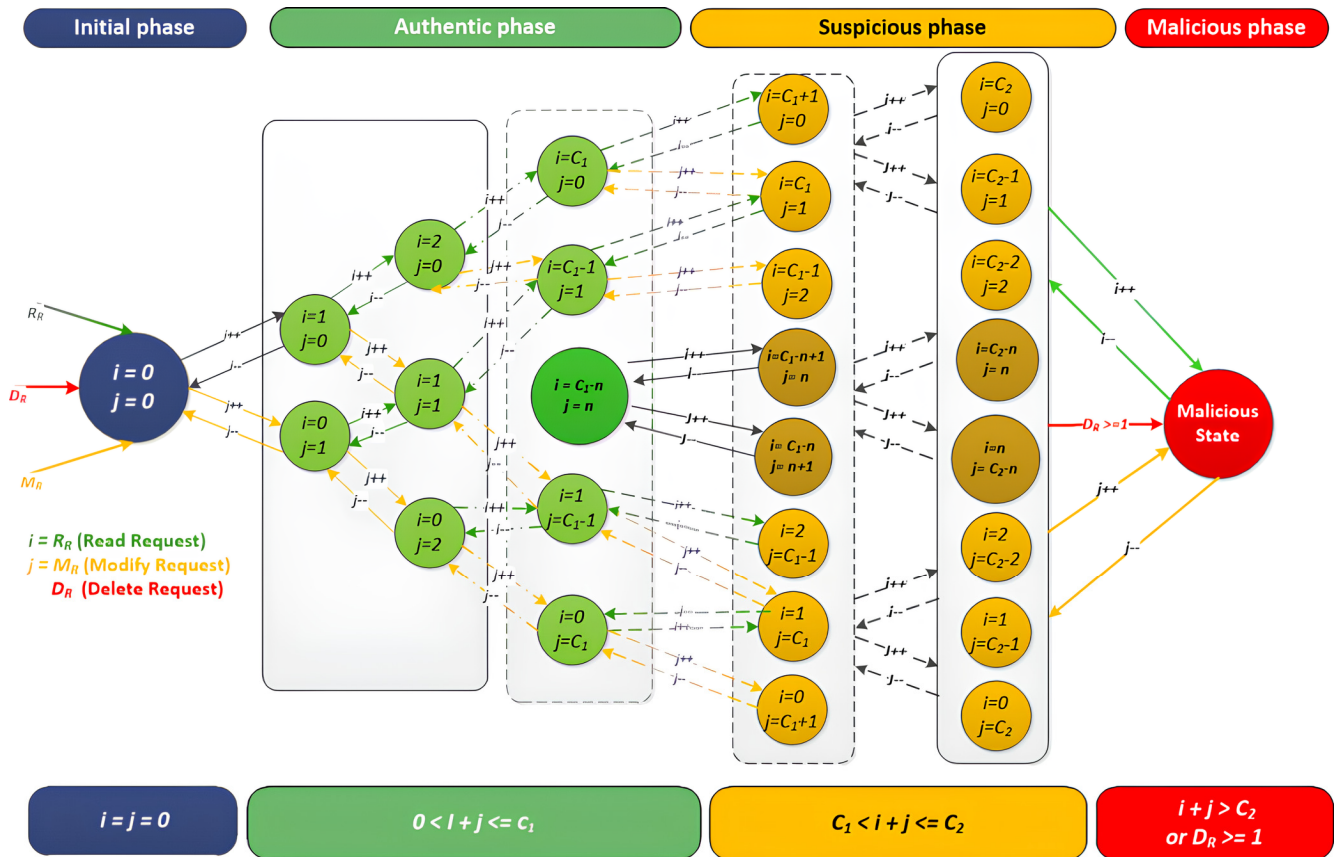 Initial phase
Authentic phase
Suspicious phase
Malicious phase
i=C₁+1
j=0
i=C₂
j=0
j++
i--
i++
i=C₁
j=0
j++
j--
J++
J--
i=C₁
j=1
i=C₂-1
j=1
i++
i++
i--
i=2
j=0
j++
j--
i=C₁-1
j=1
j++
j--
i=C₁-1
j=2
i=C₂-2
j=2
i++
i--
i++
i--
R_R
i=1
j=0
i++
i--
i++
i--
i = 0
j = 0
D_R
j++
j--
j++
j--
i=1
j=1
i = C₁-n
j = n
i++
J--
J++
J--
i=C₁-n+1
j= n
i= C₁-n
j= n+1
j++
j--
J++
J--
i=C₂-n
j= n
i=n
j= C₂-n
Malicious
State
D_R >=1
i=0
j=1
i++
i--
j++
j--
M_R
j++
j--
i=0
j=2
i++
i--
i=1
j=C₁-1
i++
i=2
j=C₁-1
i=2
j=C₂-2
j++
j--
i = R_R (Read Request)
j = M_R (Modify Request)
D_R (Delete Request)
j++
j--
j++
j--
i=0
j=C₁
i=1
j=C₁
j++
i--
J++
J--
i=1
j=C₂-1
j++
j--
i=0
j=C₁+1
i=0
j=C₂
i = j = 0
0 < I + j <= C₁
C₁ < i + j <= C₂
i + j > C₂
or D_R >= 1